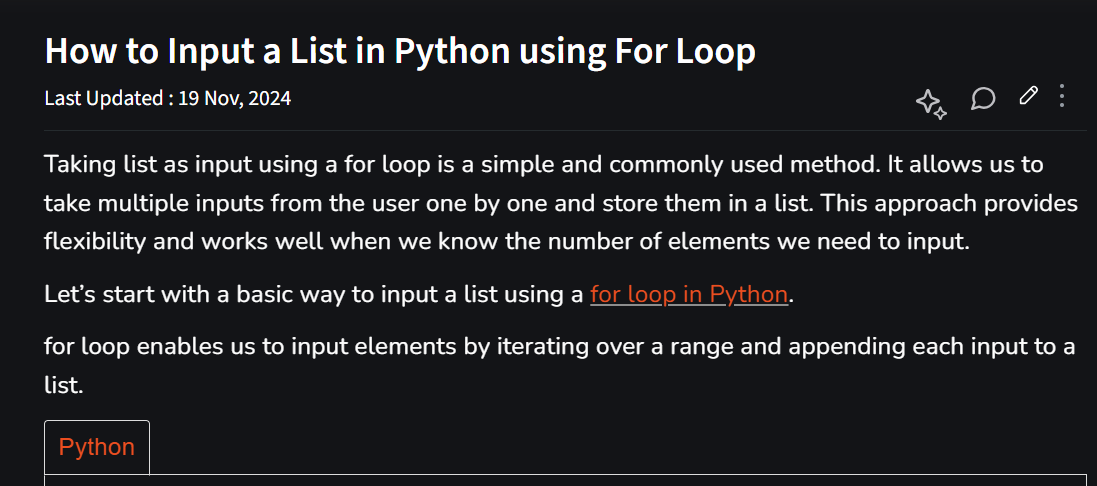 How to Input a List in Python using For Loop
Last Updated : 19 Nov, 2024
Taking list as input using a for loop is a simple and commonly used method. It allows us to
take multiple inputs from the user one by one and store them in a list. This approach provides
flexibility and works well when we know the number of elements we need to input.
Let’s start with a basic way to input a list using a for loop in Python.
for loop enables us to input elements by iterating over a range and appending each input to a
list.
Python